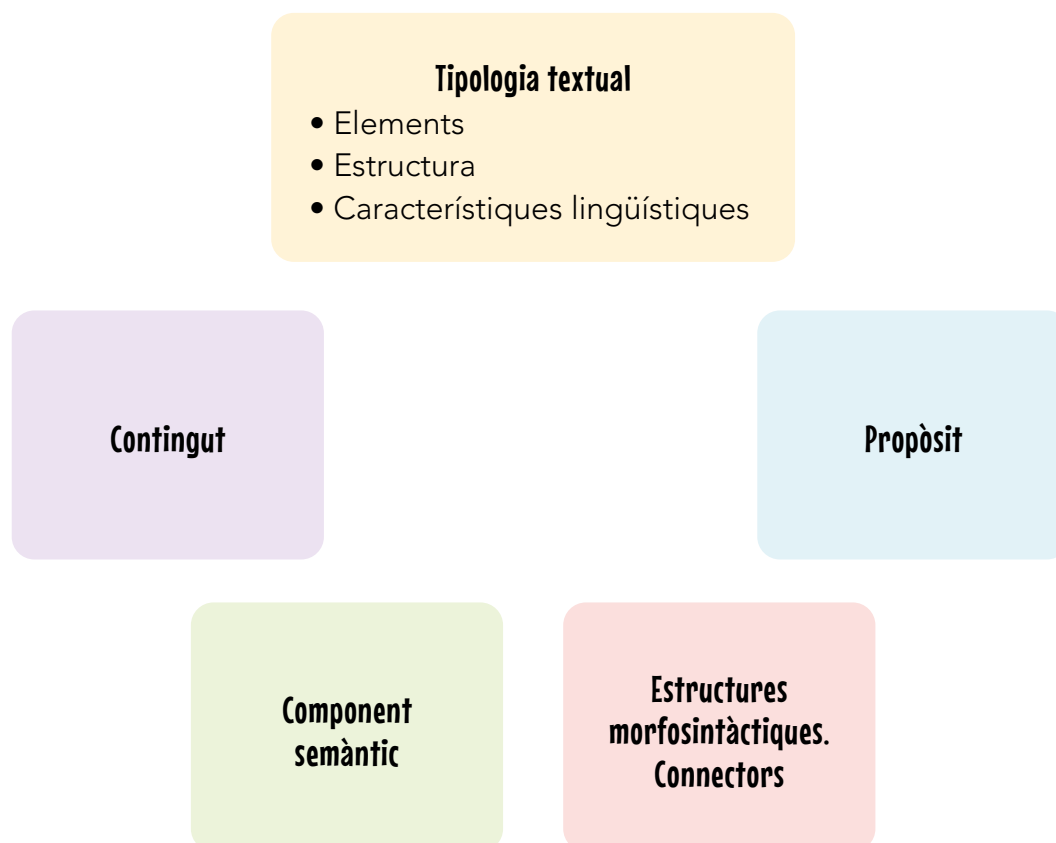 Tipologia textual
• Elements
• Estructura
• Característiques lingüístiques
Contingut
Propòsit
Component
semàntic
Estructures
morfosintàctiques.
Connectors